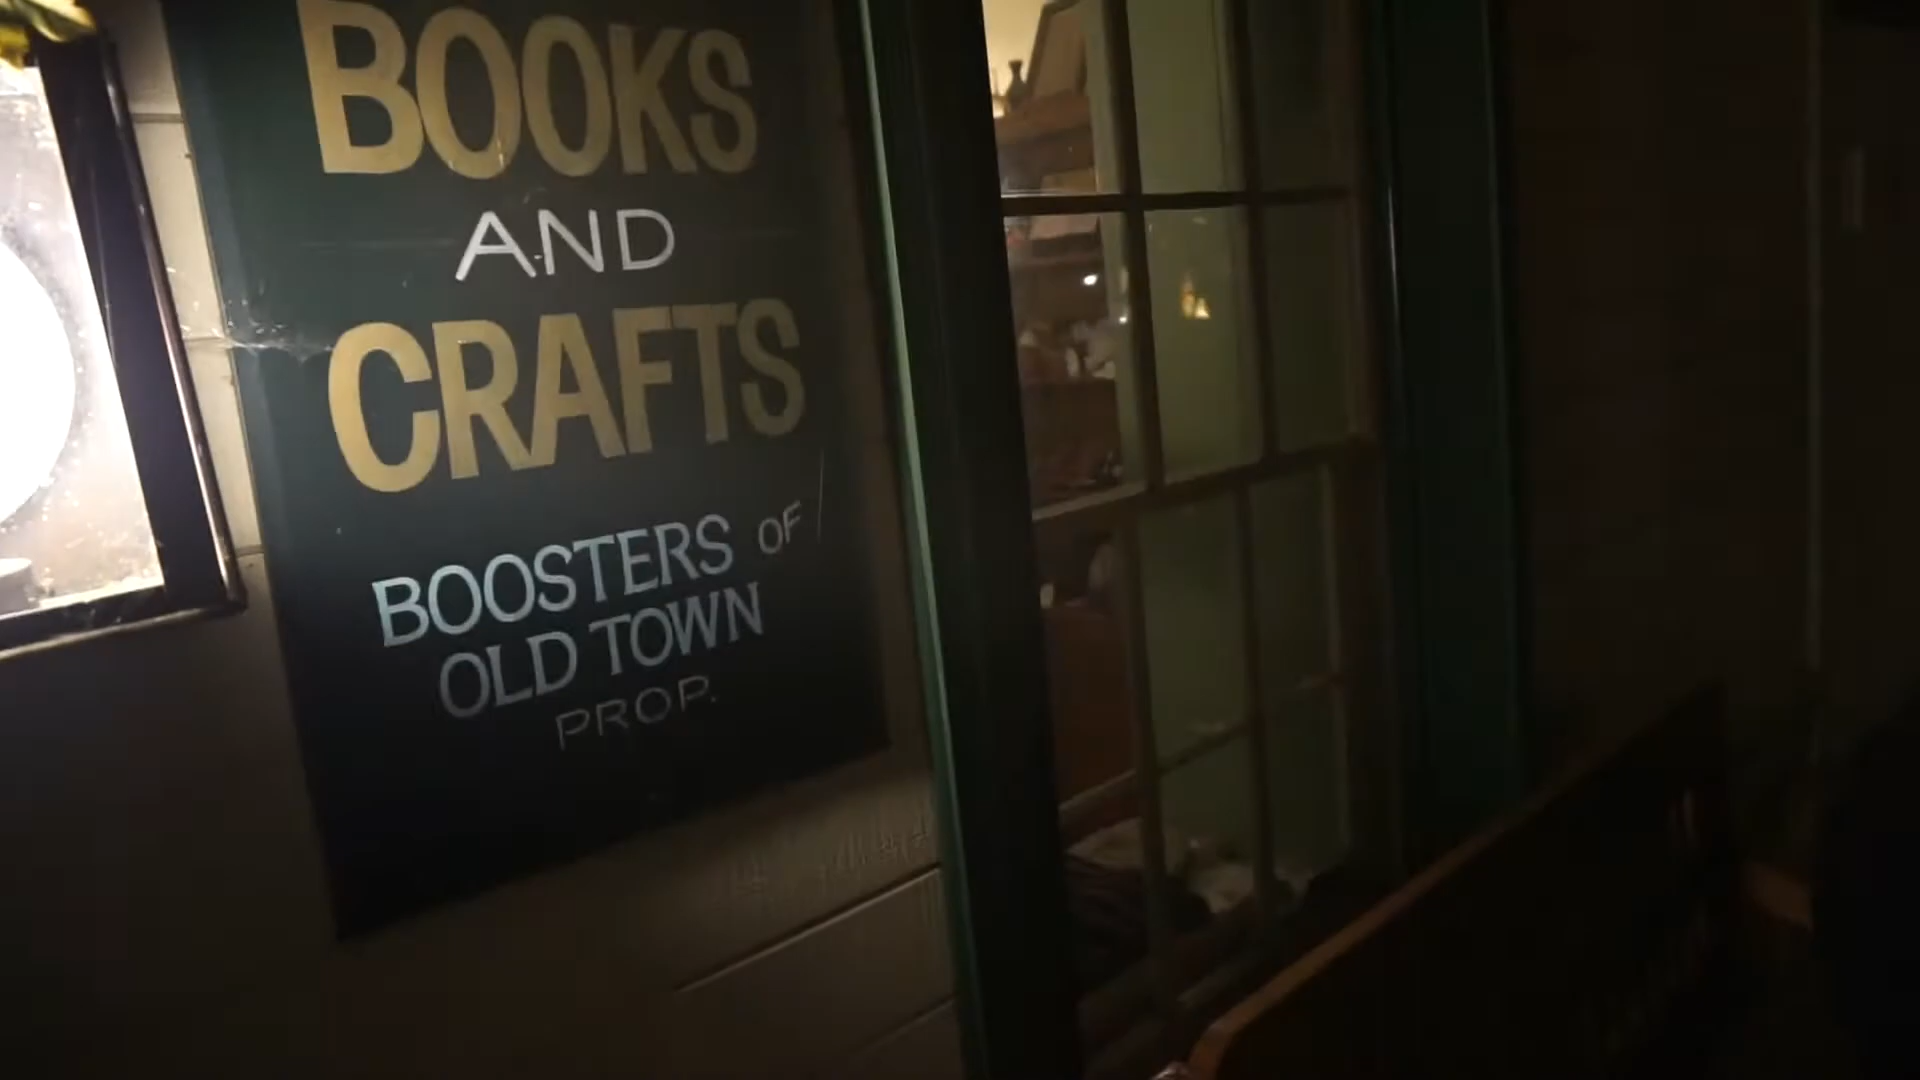 BOOKS
AND
CRAFTS
BOOSTERS OF
OLD TOWN
PROP.